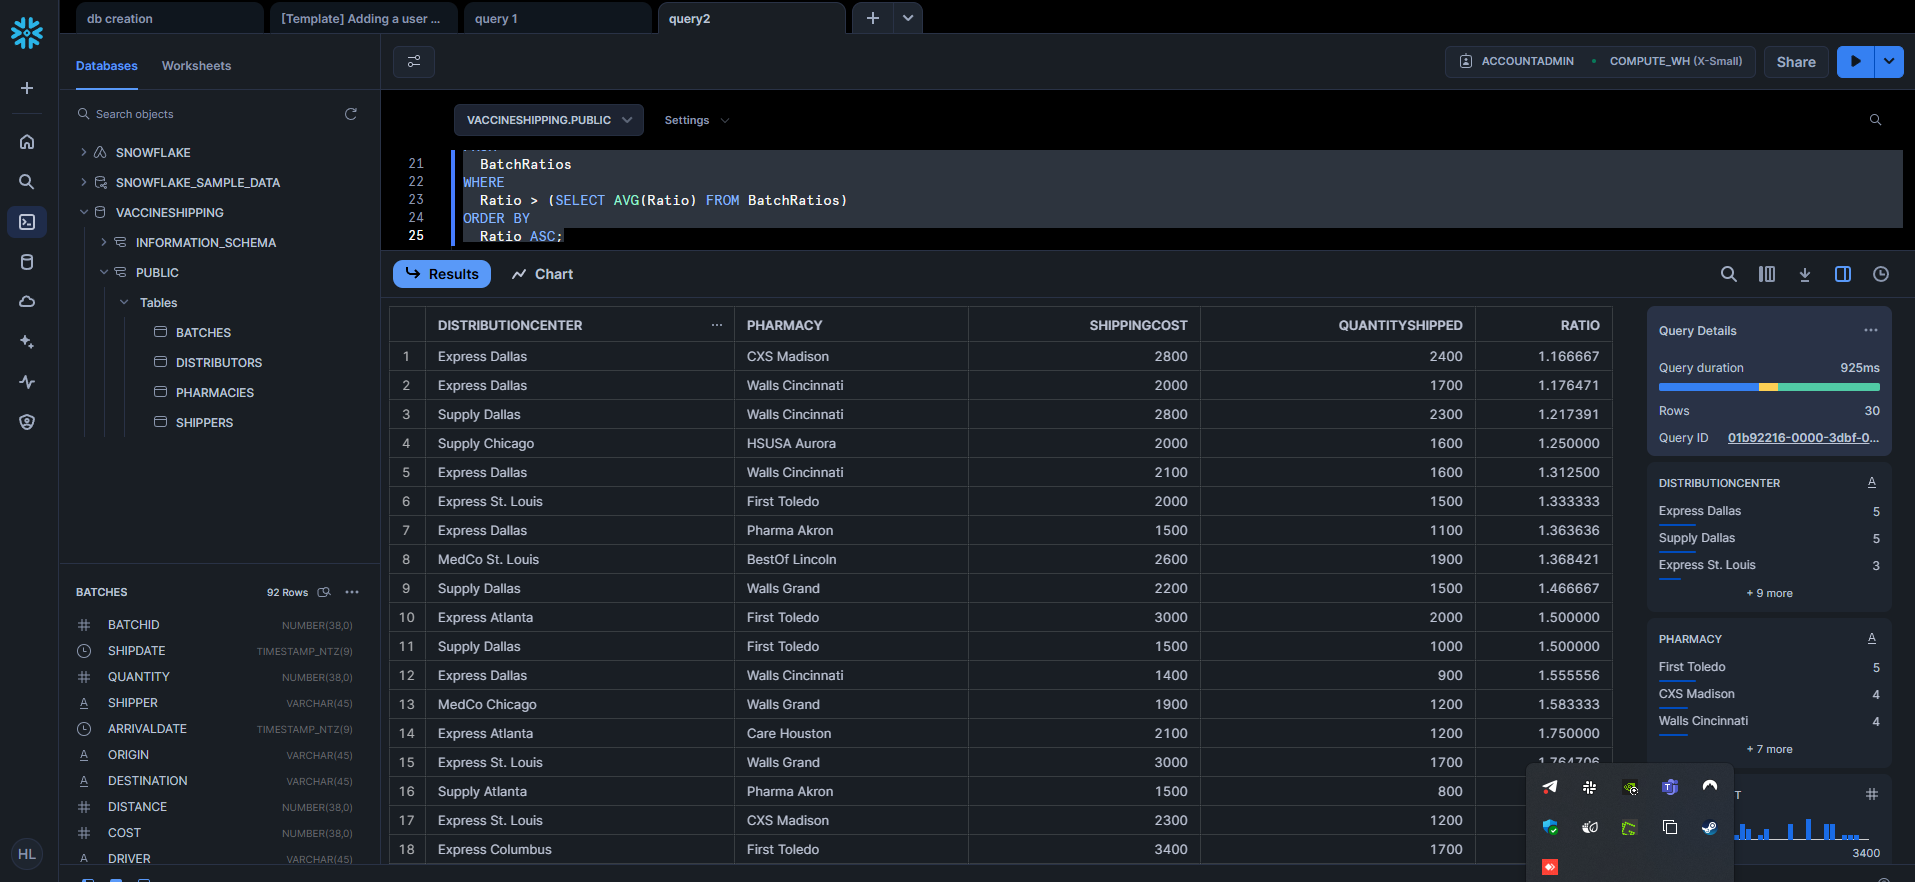 db creation
[Template] Adding a user ...
query 1
query2
Databases
Worksheets
ACCOUNTADMIN
COMPUTE_WH (X-Small)
Share
Search objects
SNOWFLAKE
SNOWFLAKE_SAMPLE_DATA
VACCINESHIPPING
INFORMATION_SCHEMA
PUBLIC
Tables
BATCHES
DISTRIBUTORS
PHARMACIES
SHIPPERS
BATCHES
92 Rows
BATCHID NUMBER(38,0)
SHIPDATE TIMESTAMP_NTZ(9)
QUANTITY NUMBER(38,0)
SHIPPER VARCHAR(45)
ARRIVALDATE TIMESTAMP_NTZ(9)
ORIGIN VARCHAR(45)
DESTINATION VARCHAR(45)
DISTANCE NUMBER(38,0)
COST NUMBER(38,0)
DRIVER VARCHAR(45)
HL
VACCINESHIPPING.PUBLIC
Settings
21 BatchRatios
22 WHERE
23 Ratio > (SELECT AVG(Ratio) FROM BatchRatios)
24 ORDER BY
25 Ratio ASC;
Results
Chart
DISTRIBUTIONCENTER ... PHARMACY SHIPPINGCOST QUANTITYSHIPPED RATIO
1 Express Dallas CXS Madison 2800 2400 1.166667
2 Express Dallas Walls Cincinnati 2000 1700 1.176471
3 Supply Dallas Walls Cincinnati 2800 2300 1.217391
4 Supply Chicago HSUSA Aurora 2000 1600 1.250000
5 Express Dallas Walls Cincinnati 2100 1600 1.312500
6 Express St. Louis First Toledo 2000 1500 1.333333
7 Express Dallas Pharma Akron 1500 1100 1.363636
8 MedCo St. Louis BestOf Lincoln 2600 1900 1.368421
9 Supply Dallas Walls Grand 2200 1500 1.466667
10 Express Atlanta First Toledo 3000 2000 1.500000
11 Supply Dallas First Toledo 1500 1000 1.500000
12 Express Dallas Walls Cincinnati 1400 900 1.555556
13 MedCo Chicago Walls Grand 1900 1200 1.583333
14 Express Atlanta Care Houston 2100 1200 1.750000
15 Express St. Louis Walls Grand 3000 1700 1.764706
16 Supply Atlanta Pharma Akron 1500 800
17 Express St. Louis CXS Madison 2300 1200
18 Express Columbus First Toledo 3400 1700
Query Details
Query duration 925ms
Rows 30
Query ID 01b92216-0000-3dbf-0...
DISTRIBUTIONCENTER
Express Dallas 5
Supply Dallas 5
Express St. Louis 3
+ 9 more
PHARMACY
First Toledo 5
CXS Madison 4
Walls Cincinnati 4
+ 7 more
T
3400